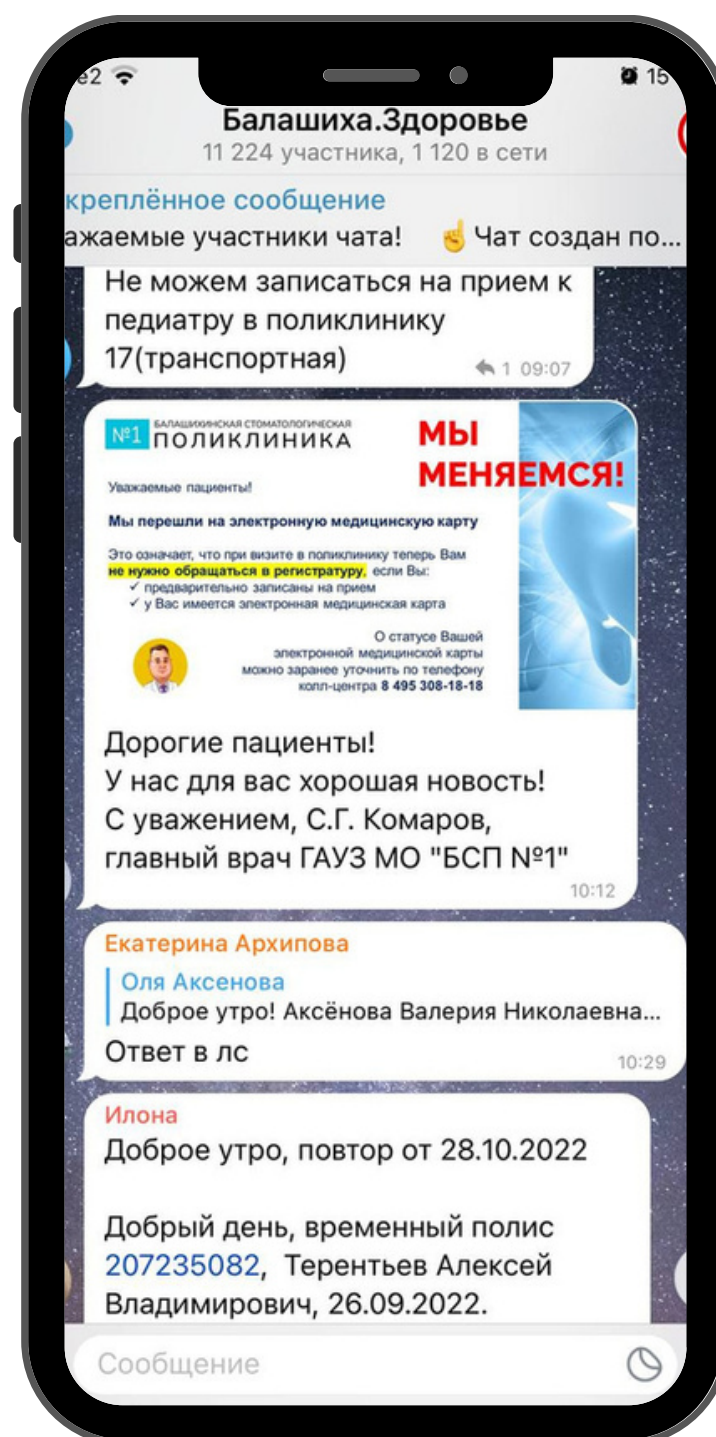 e2
15
Балашиха.Здоровье
11 224 участника, 1 120 в сети
креплённое сообщение
ажаемые участники чата! ☝ Чат создан по...
Не можем записаться на прием к
педиатру в поликлинику
17(транспортная)
1 09:07
№1 БАЛАШИХИНСКАЯ СТОМАТОЛОГИЧЕСКАЯ
ПОЛИКЛИНИКА
МЫ
МЕНЯЕМСЯ!
Уважаемые пациенты!
Мы перешли на электронную медицинскую карту
Это означает, что при визите в поликлинику теперь Вам
не нужно обращаться в регистратуру, если Вы:
✓ предварительно записаны на прием
✓ у Вас имеется электронная медицинская карта
О статусе Вашей
электронной медицинской карты
можно заранее уточнить по телефону
колл-центра 8 495 308-18-18
Дорогие пациенты!
У нас для вас хорошая новость!
С уважением, С.Г. Комаров,
главный врач ГАУЗ МО "БСП №1"
10:12
Екатерина Архипова
Оля Аксенова
Доброе утро! Аксёнова Валерия Николаевна...
Ответ в лс
10:29
Илона
Доброе утро, повтор от 28.10.2022
Добрый день, временный полис
207235082, Терентьев Алексей
Владимирович, 26.09.2022.
Сообщение